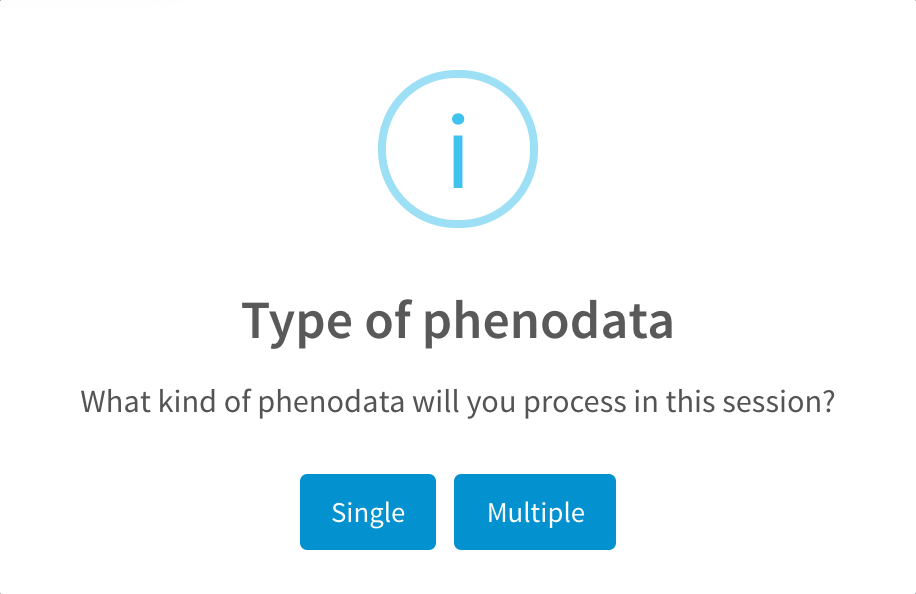 Type of phenodata
What kind of phenodata will you process in this session?
Single
Multiple